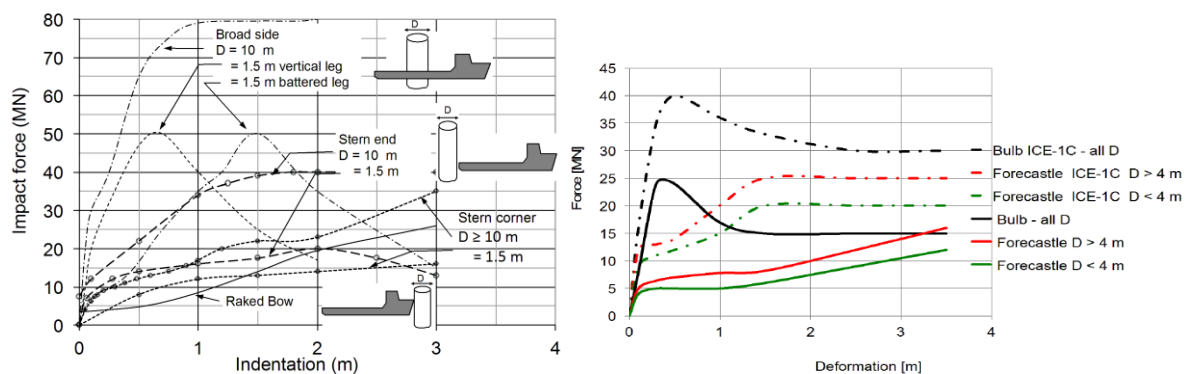 80
70
60
50
40
30
20
10
0
Impact force (MN)
Broad side
D = 10 m
= 1.5 m vertical leg
= 1.5 m battered leg
D
D
Stern end
D = 10 m
= 1.5 m
Stern corner
D ≥ 10 m
= 1.5 m
D
Raked Bow
0 1 2 3 4
Indentation (m)
45
40
35
30
25
20
15
10
5
0
Force [MN]
Bulb ICE-1C - all D
Forecastle ICE-1C D > 4 m
Forecastle ICE-1C D < 4 m
Bulb - all D
Forecastle D > 4 m
Forecastle D < 4 m
0 1 2 3 4
Deformation [m]